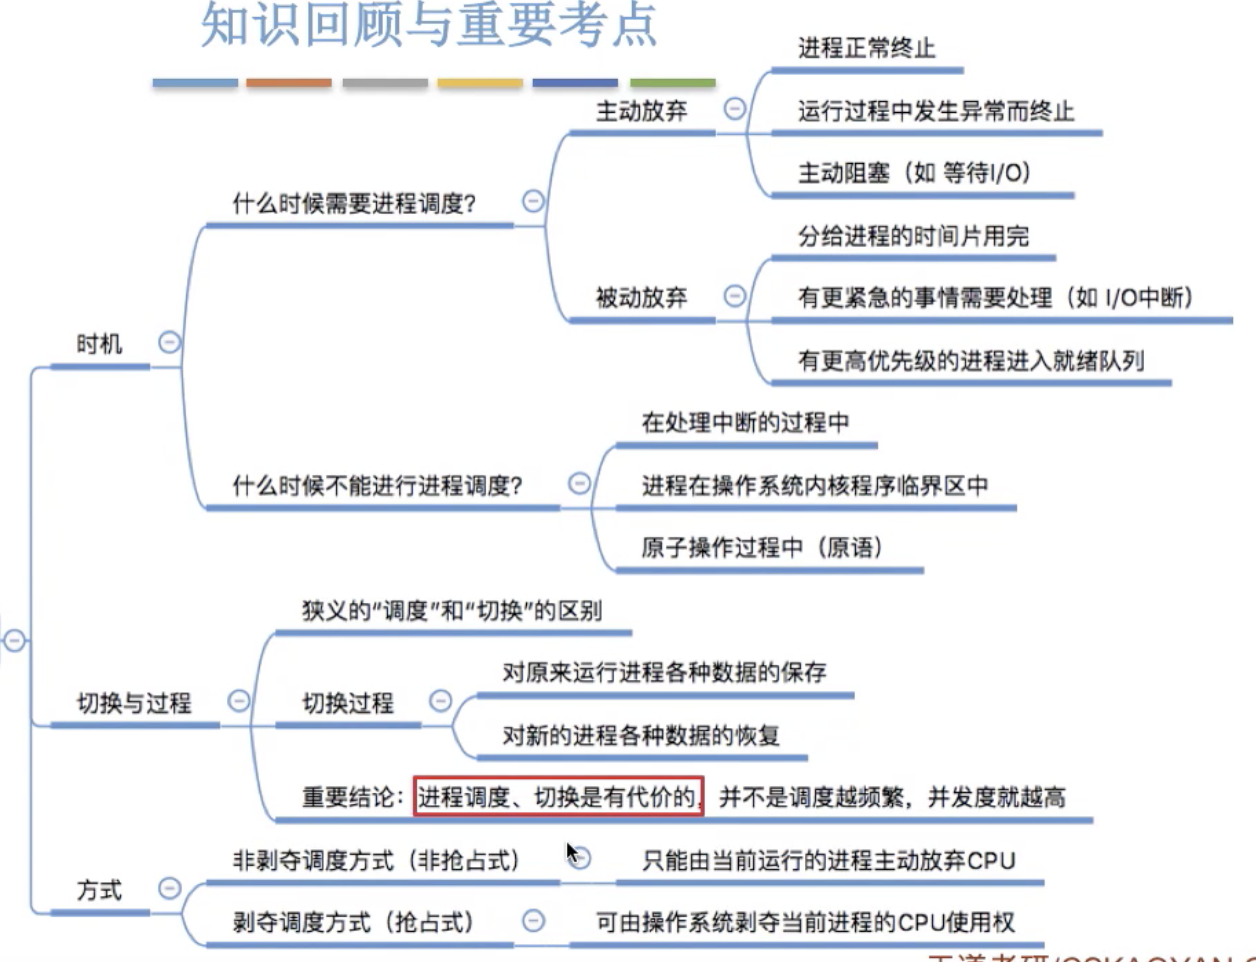 知识回顾与重要考点
进程正常终止
主动放弃
运行过程中发生异常而终止
主动阻塞（如 等待I/O）
什么时候需要进程调度？
分给进程的时间片用完
被动放弃
有更紧急的事情需要处理（如 I/O中断）
有更高优先级的进程进入就绪队列
时机
在处理中断的过程中
什么时候不能进行进程调度？
进程在操作系统内核程序临界区中
原子操作过程中（原语）
狭义的“调度”和“切换”的区别
对原来运行进程各种数据的保存
切换与过程
切换过程
对新的进程各种数据的恢复
重要结论：进程调度、切换是有代价的，并不是调度越频繁，并发度就越高
非剥夺调度方式（非抢占式）
只能由当前运行的进程主动放弃CPU
方式
剥夺调度方式（抢占式）
可由操作系统剥夺当前进程的CPU使用权